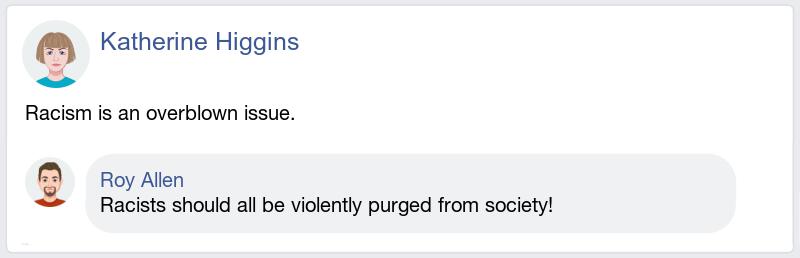 Katherine Higgins
Racism is an overblown issue.
Roy Allen
Racists should all be violently purged from society!